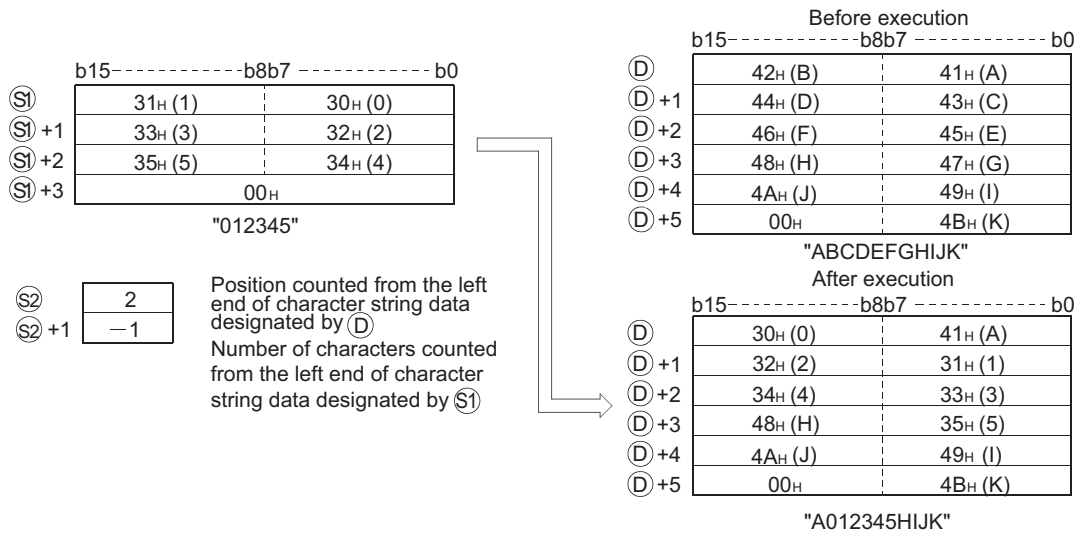 b15------------b8b7 ------------- b0
S1 31H (1) 30H (0)
S1 +1 33H (3) 32H (2)
S1 +2 35H (5) 34H (4)
S1 +3 00H
"012345"
S2 2
S2 +1 −1
Position counted from the left
end of character string data
designated by D
Number of characters counted
from the left end of character
string data designated by S1
Before execution
b15------------b8b7 ------------- b0
D 42H (B) 41H (A)
D +1 44H (D) 43H (C)
D +2 46H (F) 45H (E)
D +3 48H (H) 47H (G)
D +4 4AH (J) 49H (I)
D +5 00H 4BH (K)
"ABCDEFGHIJK"
After execution
b15------------b8b7 ------------- b0
D 30H (0) 41H (A)
D +1 32H (2) 31H (1)
D +2 34H (4) 33H (3)
D +3 48H (H) 35H (5)
D +4 4AH (J) 49H (I)
D +5 00H 4BH (K)
"A012345HIJK"